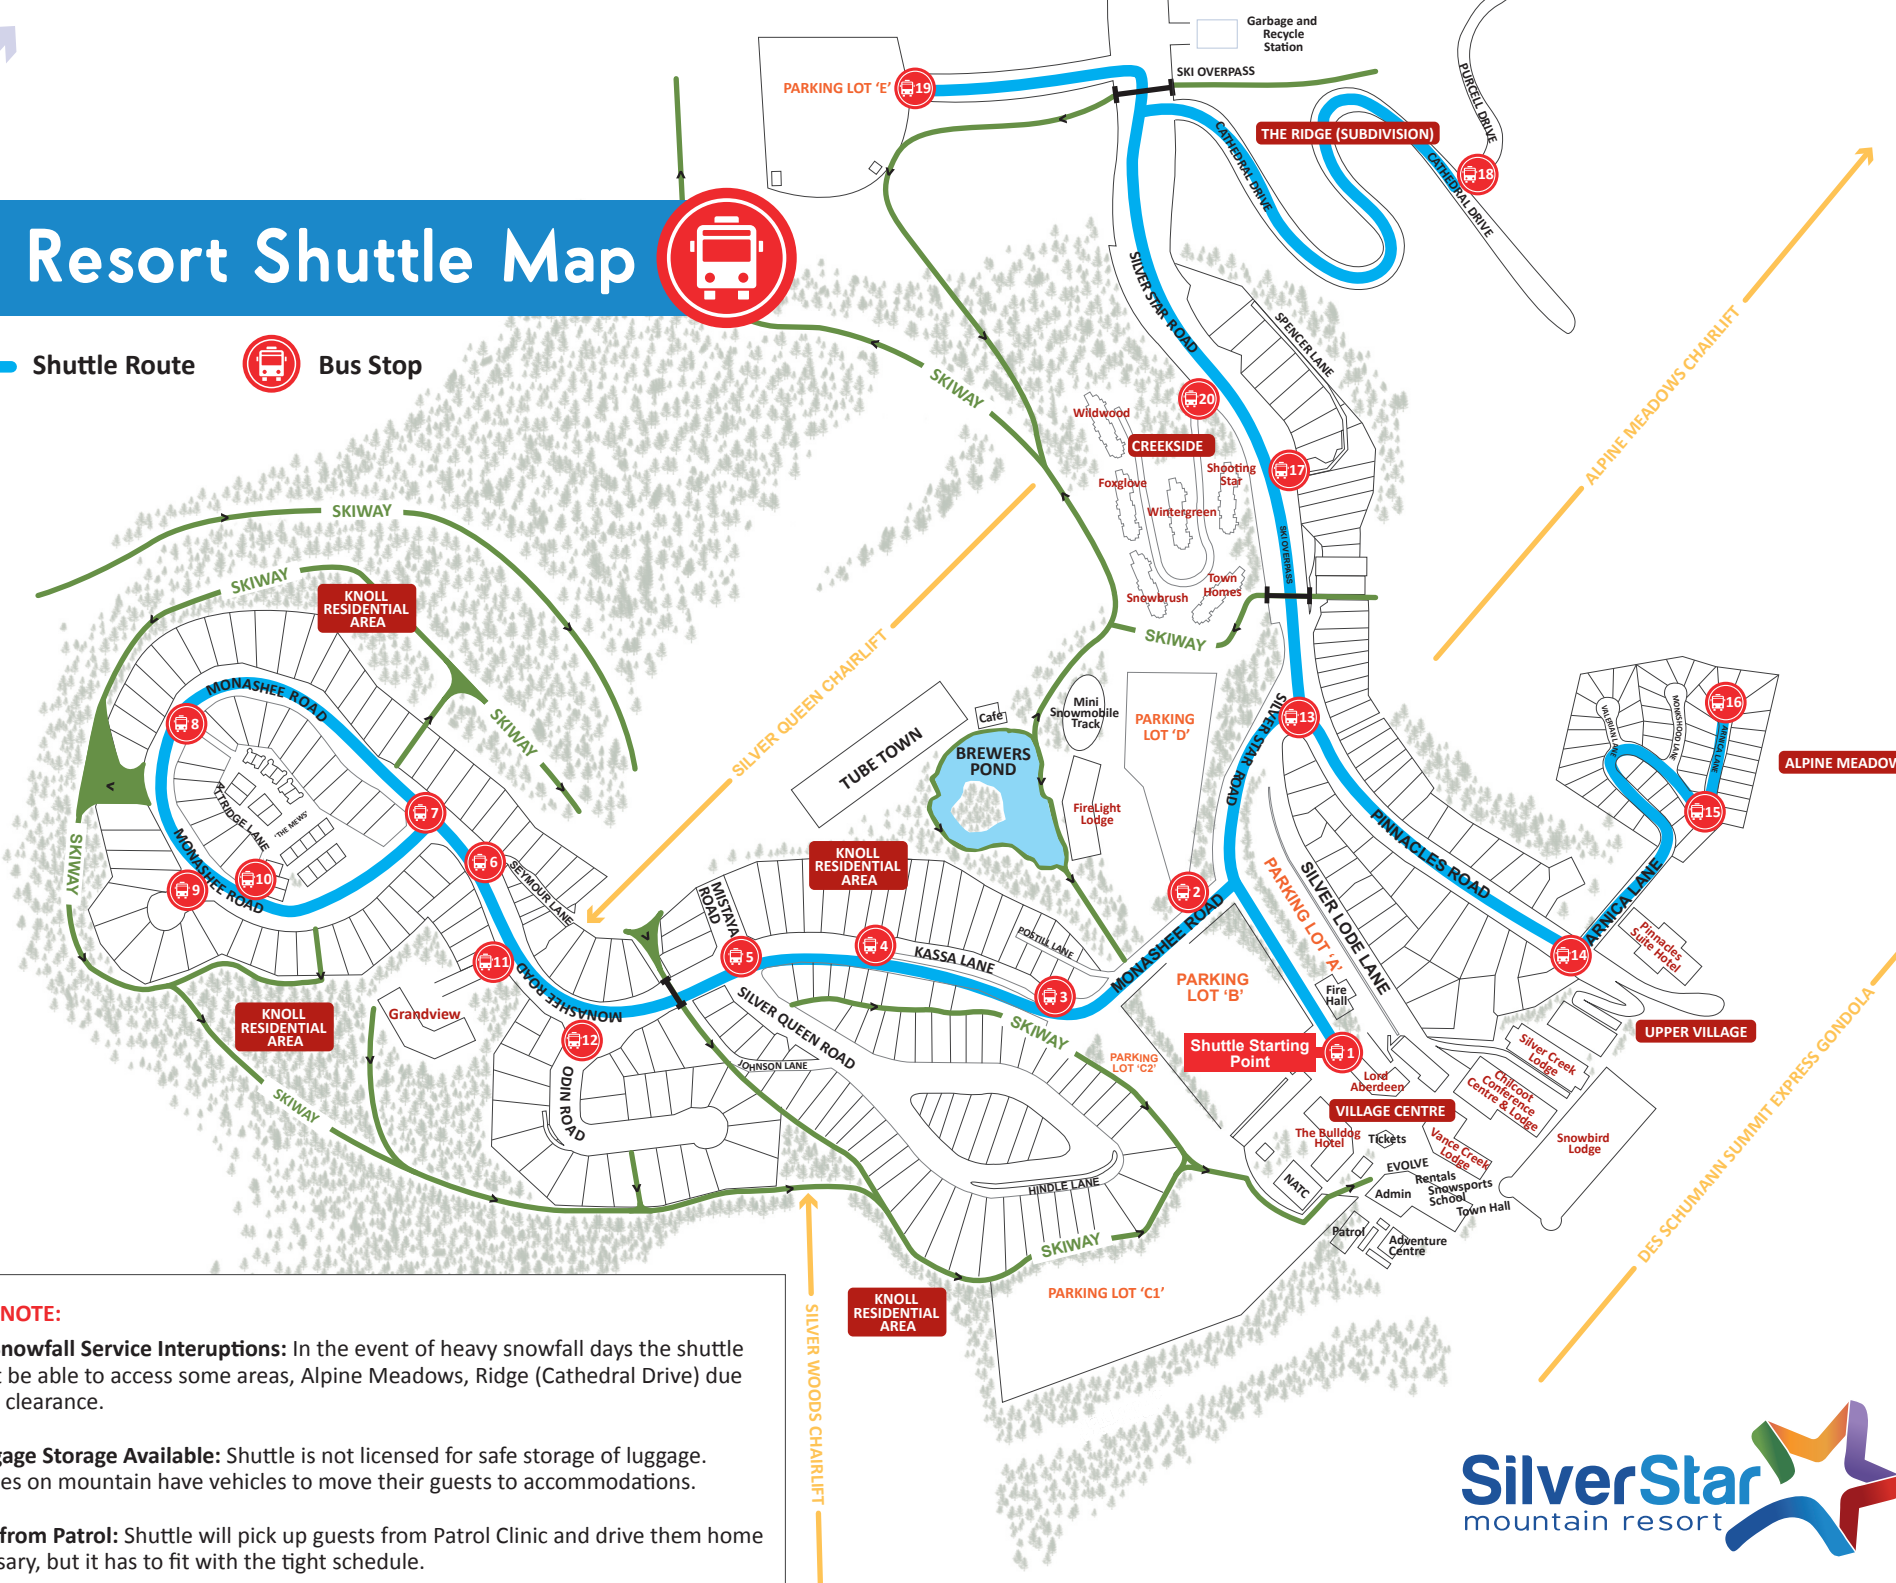 Garbage and
Recycle
Station
SKI OVERPASS
PARKING LOT ‘E’
19
PURCELL DRIVE
THE RIDGE (SUBDIVISION)
CATHEDRAL DRIVE
CATHEDRAL DRIVE
18
Resort Shuttle Map
Shuttle Route
Bus Stop
SILVER STAR ROAD
SPENCER LANE
ALPINE MEADOWS CHAIRLIFT
SKIWAY
20
Wildwood
CREEKSIDE
Shooting
Star
17
Foxglove
Wintergreen
SKI OVERPASS
Town
Homes
Snowbrush
SKIWAY
SKIWAY
SKIWAY
KNOLL
RESIDENTIAL
AREA
SILVER QUEEN CHAIRLIFT
MONASHEE ROAD
8
SKIWAY
Mini
Snowmobile
Track
PARKING
LOT ‘D’
SILVER STAR ROAD
13
VALERIAN LANE
MONKSHOOD LANE
16
ARNICA LANE
ALPINE MEADOW
15
Cafe
TUBE TOWN
BREWERS
POND
FireLight
Lodge
PINNACLES ROAD
ATTRIDGE LANE
‘THE MEWS’
7
6
SEYMOUR LANE
SKIWAY
MONASHEE ROAD
9
10
KNOLL
RESIDENTIAL
AREA
MISTAYA
ROAD
5
4
KASSA LANE
POSTILL LANE
3
2
MONASHEE ROAD
PARKING LOT ‘A’
SILVER LODE LANE
ARNICA LANE
14
Pinnacles
Suite Hotel
11
MONASHEE ROAD
Grandview
KNOLL
RESIDENTIAL
AREA
12
SILVER QUEEN ROAD
SKIWAY
PARKING
LOT ‘B’
Fire
Hall
UPPER VILLAGE
Shuttle Starting
Point
1
PARKING
LOT ‘C2’
JOHNSON LANE
Lord
Aberdeen
Silver Creek
Lodge
Chilcoot
Conference
Centre & Lodge
SKIWAY
ODIN ROAD
VILLAGE CENTRE
The Bulldog
Hotel
Tickets
Vance Creek
Lodge
Snowbird
Lodge
EVOLVE
Rentals
Snowsports
School
Admin
Town Hall
NATC
HINDLE LANE
SKIWAY
Patrol
Adventure
Centre
DES SCHUMANN SUMMIT EXPRESS GONDOLA
PARKING LOT ‘C1’
KNOLL
RESIDENTIAL
AREA
SILVER WOODS CHAIRLIFT
NOTE:
nowfall Service Interuptions: In the event of heavy snowfall days the shuttle
be able to access some areas, Alpine Meadows, Ridge (Cathedral Drive) due
clearance.
gage Storage Available: Shuttle is not licensed for safe storage of luggage.
es on mountain have vehicles to move their guests to accommodations.
from Patrol: Shuttle will pick up guests from Patrol Clinic and drive them home
sary, but it has to fit with the tight schedule.
SilverStar
mountain resort